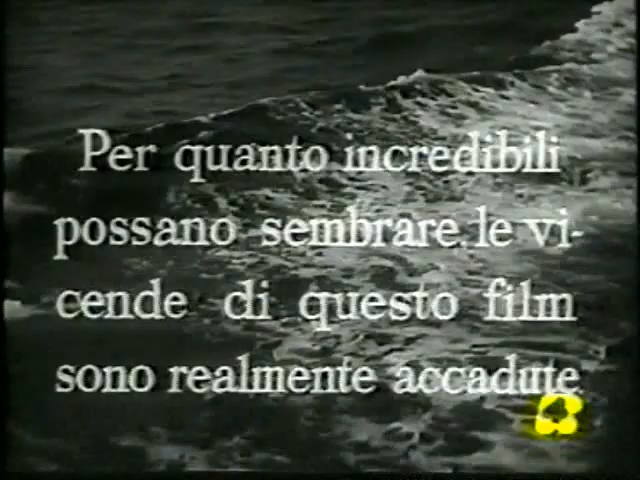 Per quanto incredibili
possano sembrare, le vi-
cende di questo film
sono realmente accadute